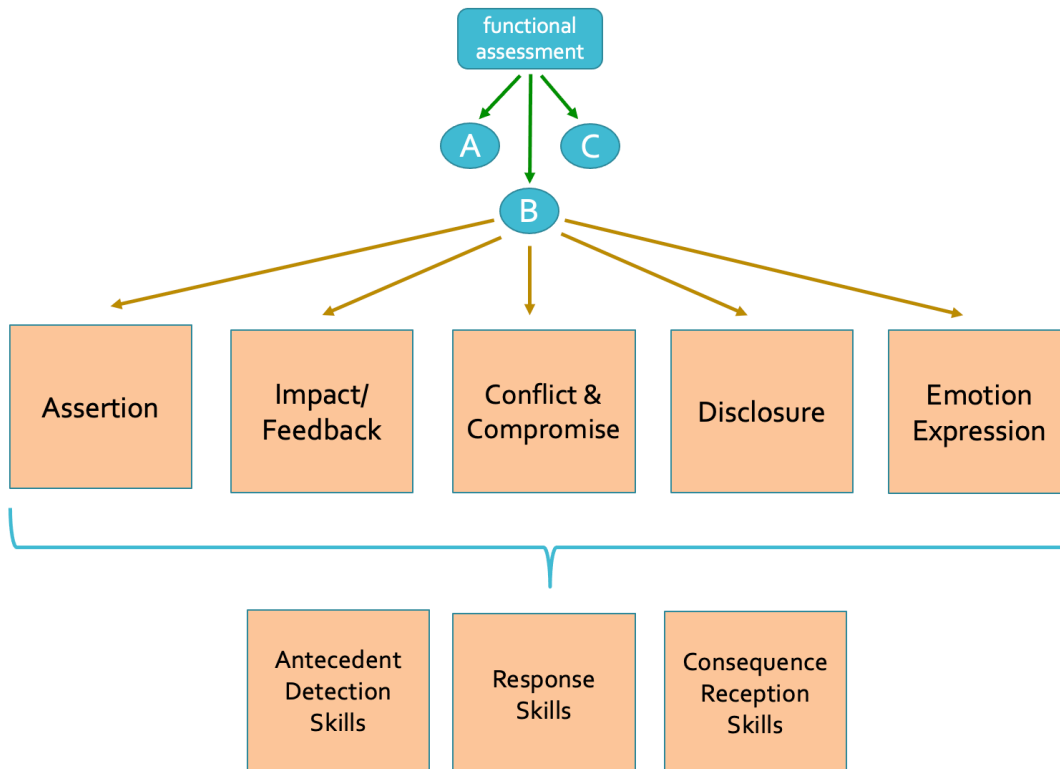 functional
assessment
A
C
B
Assertion
Impact/
Feedback
Conflict &
Compromise
Disclosure
Emotion
Expression
Antecedent
Detection
Skills
Response
Skills
Consequence
Reception
Skills